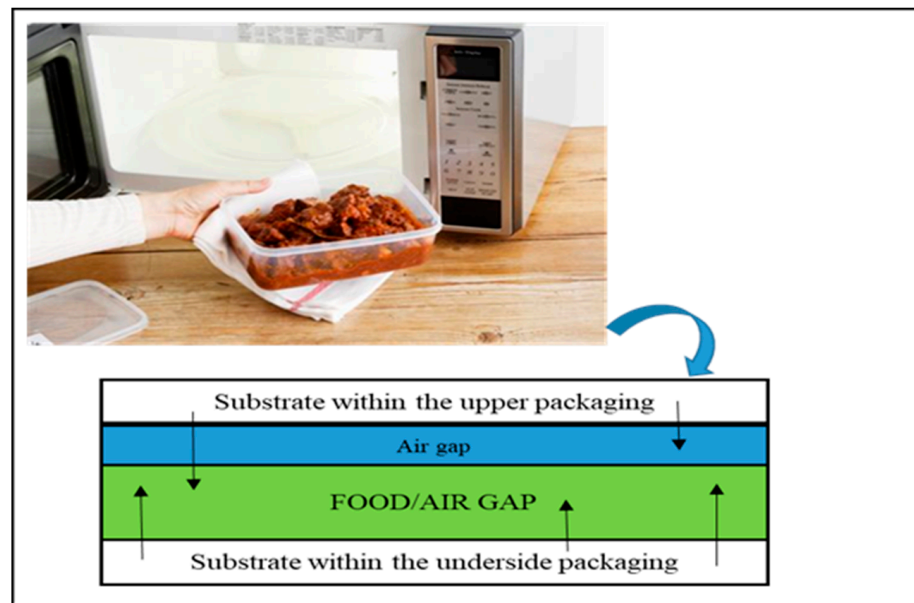 Substrate within the upper packaging
Air gap
FOOD/AIR GAP
Substrate within the underside packaging